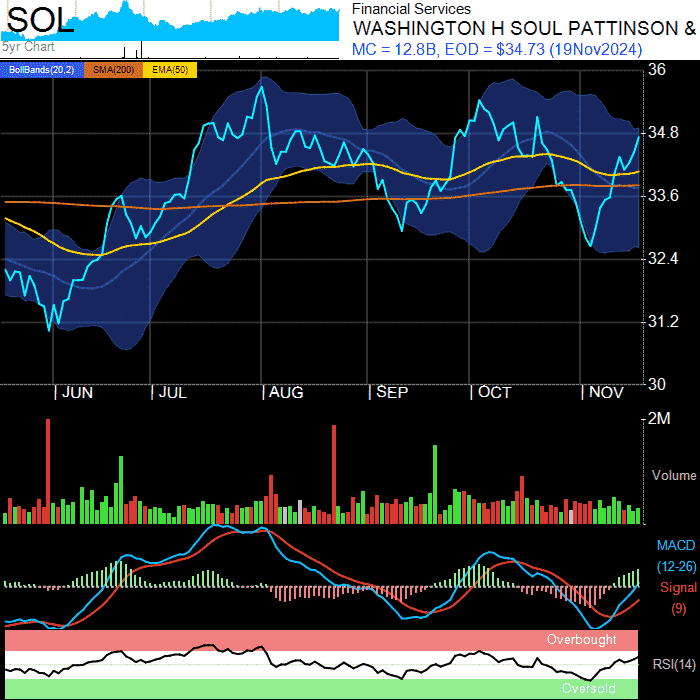 SOL
5yr Chart
Financial Services
WASHINGTON H SOUL PATTINSON &
MC = 12.8B, EOD = $34.73 (19Nov2024)
BollBands(20,2) SMA(200) EMA(50)
36
34.8
33.6
32.4
31.2
30
| JUN | JUL | AUG | SEP | OCT | NOV
2M
Volume
MACD
(12-26)
Signal
(9)
Overbought
RSI(14)
Oversold